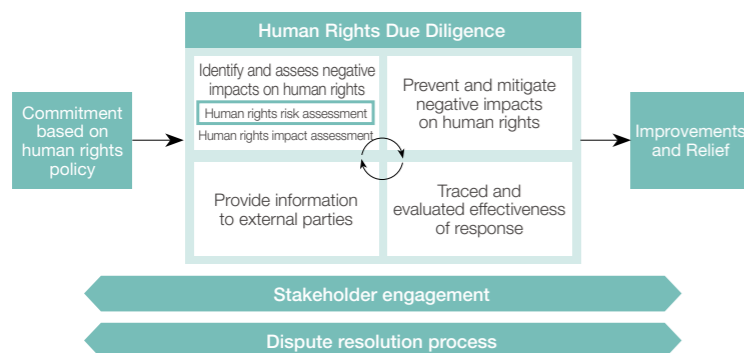 Human Rights Due Diligence
Commitment
based on
human rights
policy
Identify and assess negative
impacts on human rights
Human rights risk assessment
Human rights impact assessment
Prevent and mitigate
negative impacts
on human rights
Provide information
to external parties
Traced and
evaluated effectiveness
of response
Improvements
and Relief
Stakeholder engagement
Dispute resolution process